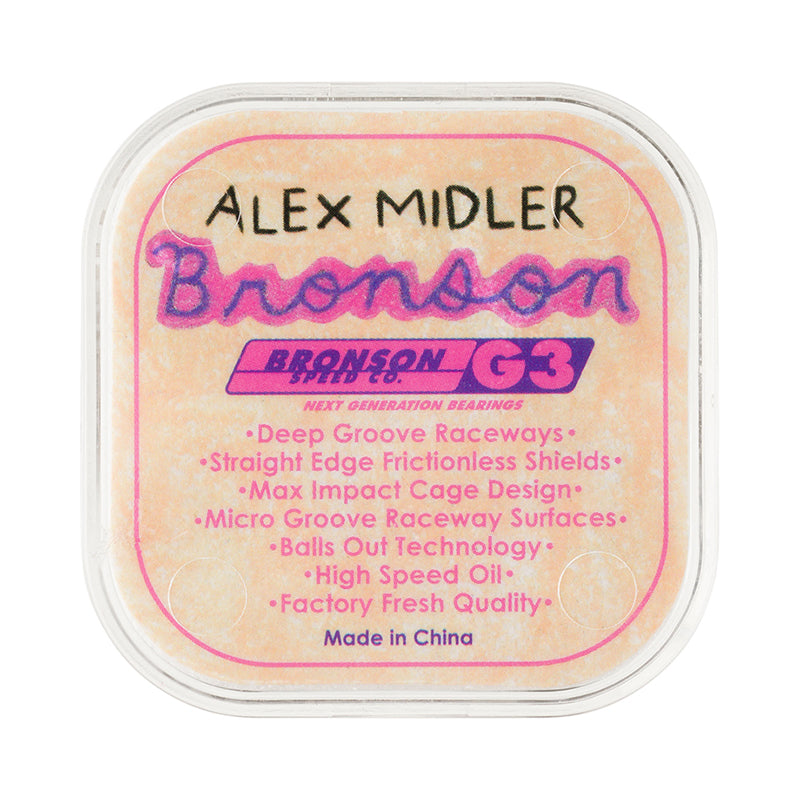 ALEX MIDLER
Bronson
BRONSON G3
SPEED CO.
NEXT GENERATION BEARINGS
•Deep Groove Raceways•
•Straight Edge Frictionless Shields•
•Max Impact Cage Design•
•Micro Groove Raceway Surfaces•
•Balls Out Technology•
•High Speed Oil•
•Factory Fresh Quality•
Made in China